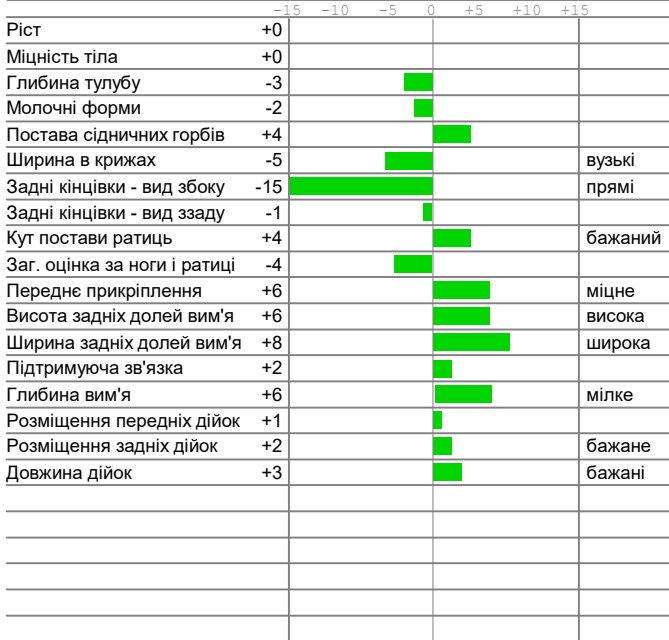 -15 -10 -5 0 +5 +10 +15
Ріст +0
Міцність тіла +0
Глибина тулубу -3
Молочні форми -2
Постава сідничних горбів +4
Ширина в крижах -5 вузькі
Задні кінцівки - вид збоку -15 прямі
Задні кінцівки - вид ззаду -1
Кут постави ратиць +4 бажаний
Заг. оцінка за ноги і ратиці -4
Переднє прикріплення +6 міцне
Висота задніх долей вим'я +6 висока
Ширина задніх долей вим'я +8 широка
Підтримуюча зв'язка +2
Глибина вим'я +6 мілке
Розміщення передніх дійок +1
Розміщення задніх дійок +2 бажане
Довжина дійок +3 бажані